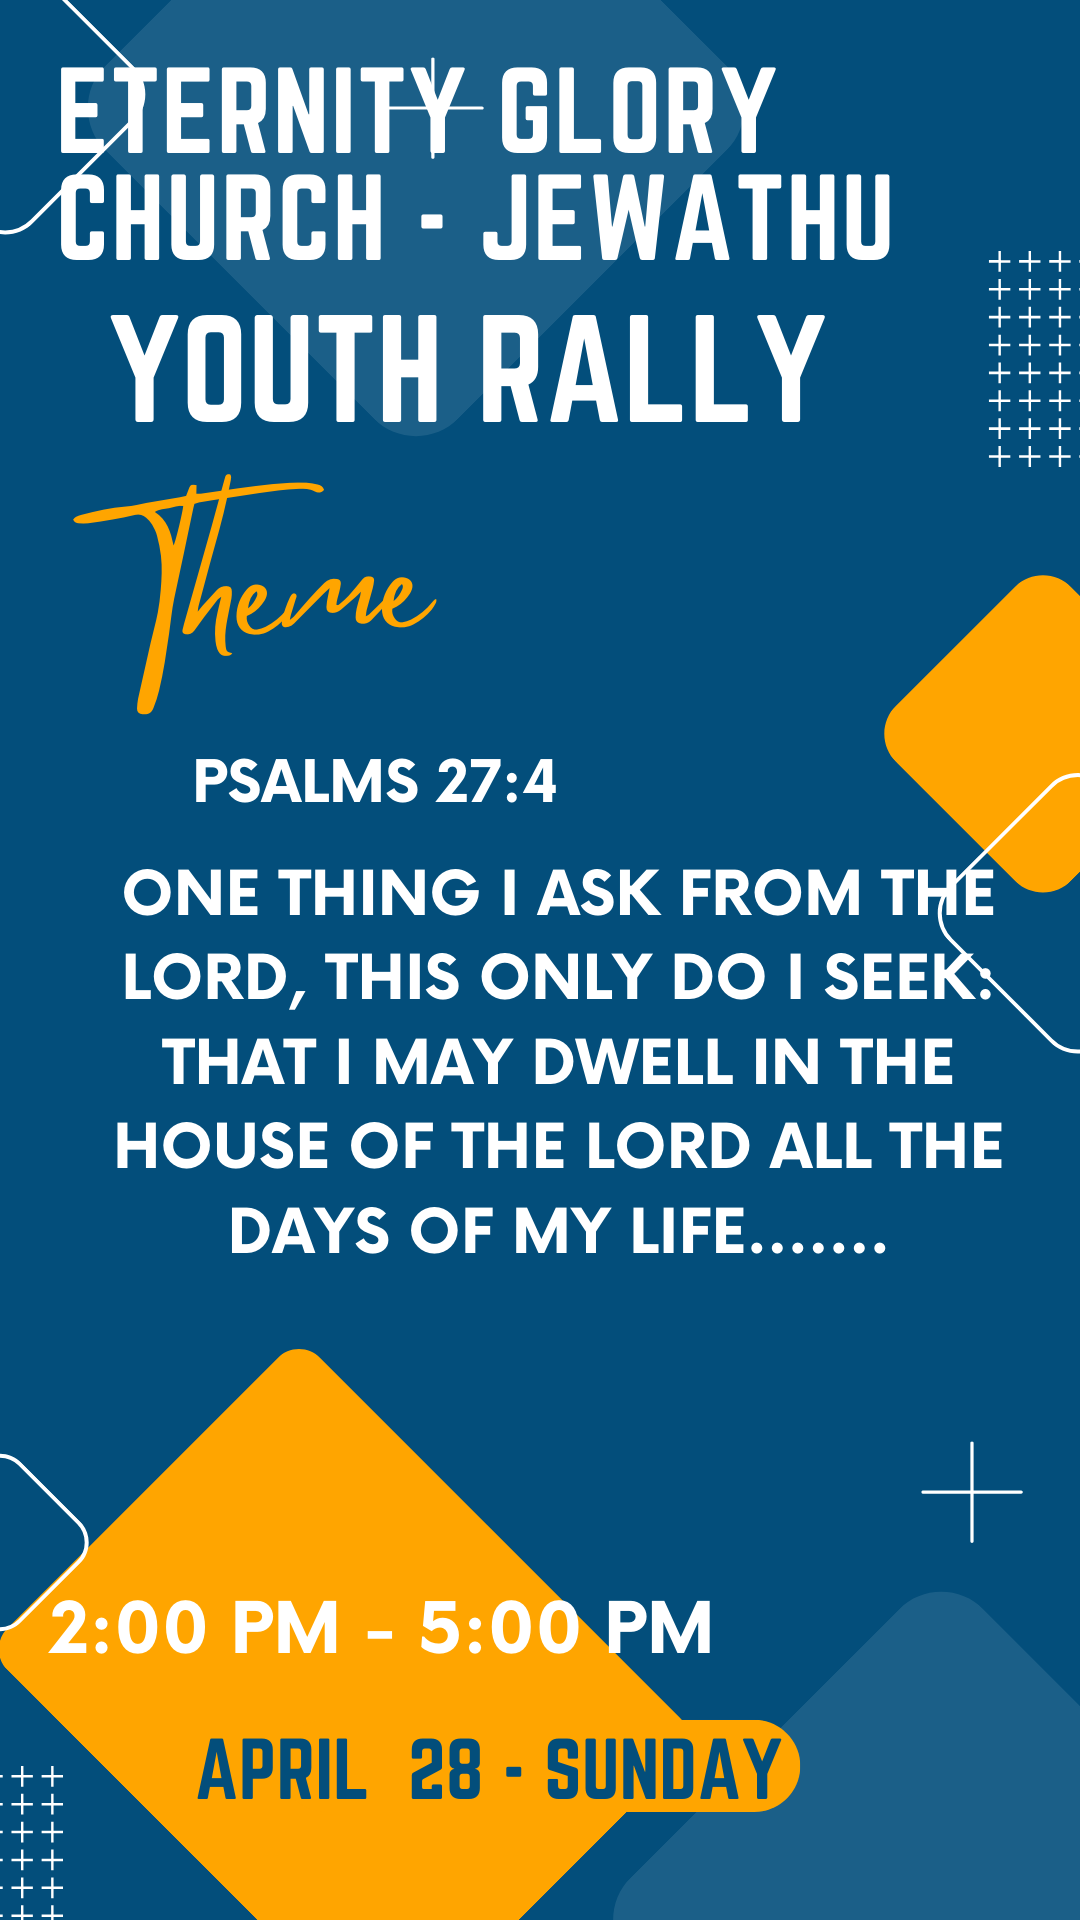 ETERNITY GLORY
CHURCH - JEWATHU
YOUTH RALLY
Theme
PSALMS 27:4
ONE THING I ASK FROM THE
LORD, THIS ONLY DO I SEEK:
THAT I MAY DWELL IN THE
HOUSE OF THE LORD ALL THE
DAYS OF MY LIFE.......
2:00 PM - 5:00 PM
APRIL 28 - SUNDAY